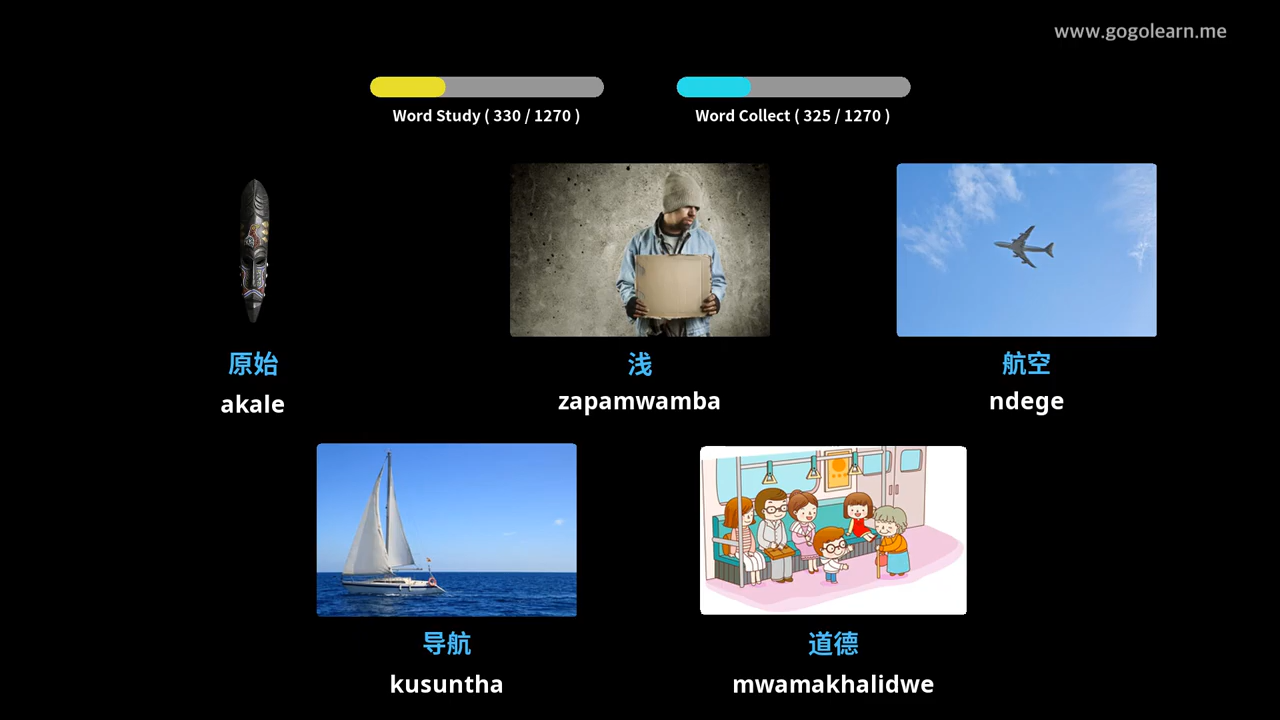 www.gogolearn.me
Word Study ( 330 / 1270 )
Word Collect ( 325 / 1270 )
原始
akale
浅
zapamwamba
航空
ndege
导航
kusuntha
道德
mwamakhalidwe